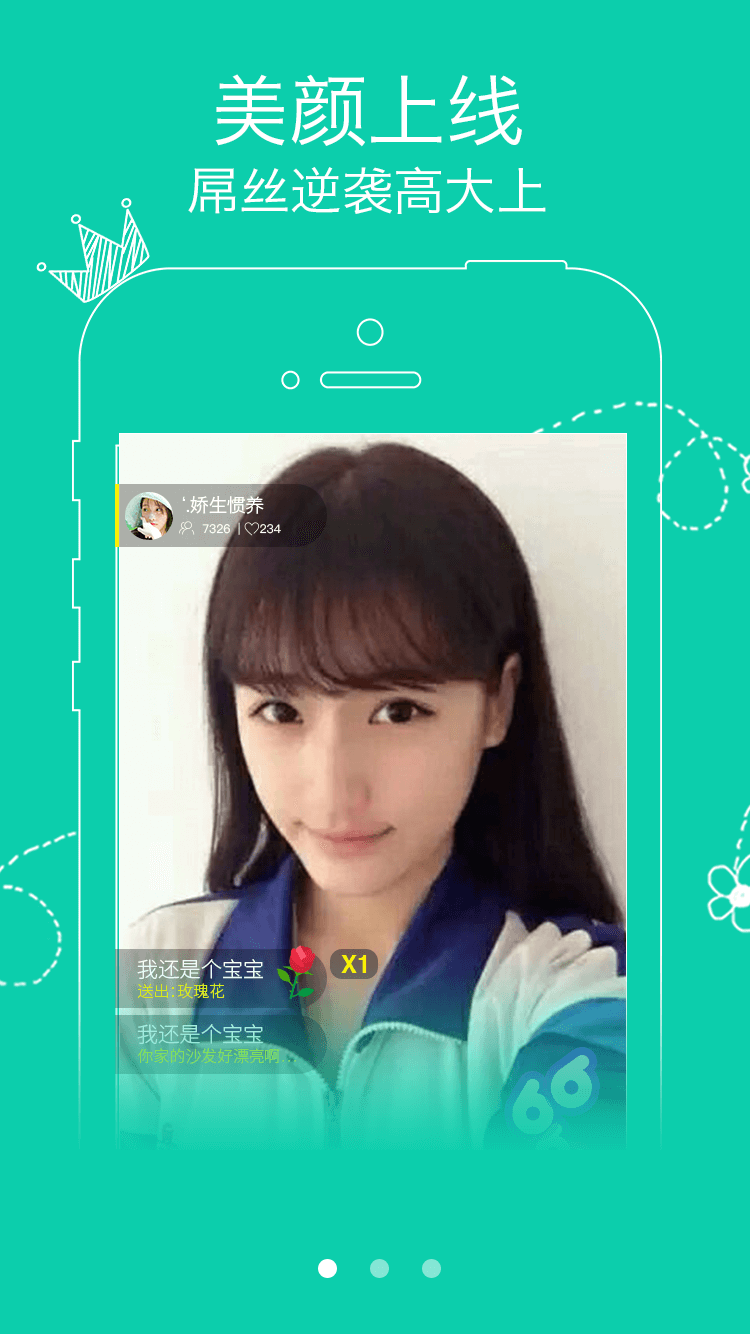 美颜上线
屌丝逆袭高大上
‘.娇生惯养
7326 | 234
我还是个宝宝
送出：玫瑰花
X1
我还是个宝宝
你家的沙发好漂亮啊...
66